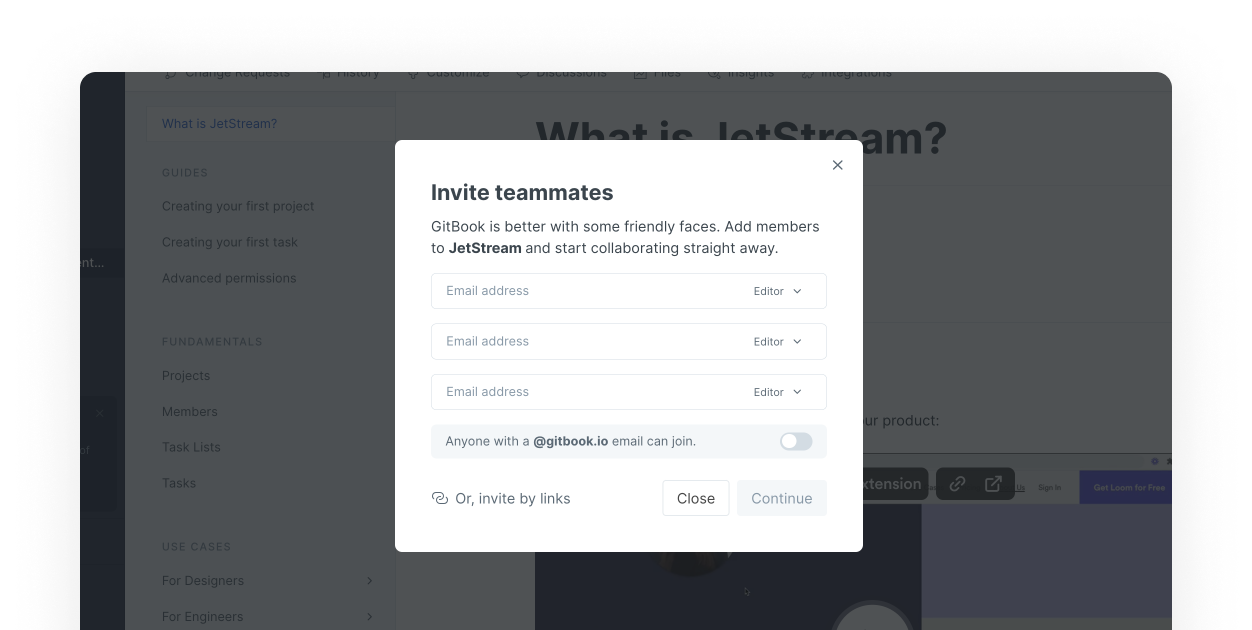 Change Requests
History
Customize
Discussions
Files
Insights
Integrations
What is JetStream?
GUIDES
Creating your first project
Creating your first task
Advanced permissions
FUNDAMENTALS
Projects
Members
Task Lists
Tasks
USE CASES
For Designers
For Engineers
ent...
of
What is JetStream?
Invite teammates
GitBook is better with some friendly faces. Add members
to JetStream and start collaborating straight away.
Email address Editor
Email address Editor
Email address Editor
Anyone with a @gitbook.io email can join.
Or, invite by links
Close
Continue
our product:
xtension
Us
Sign In
Get Loom for Free